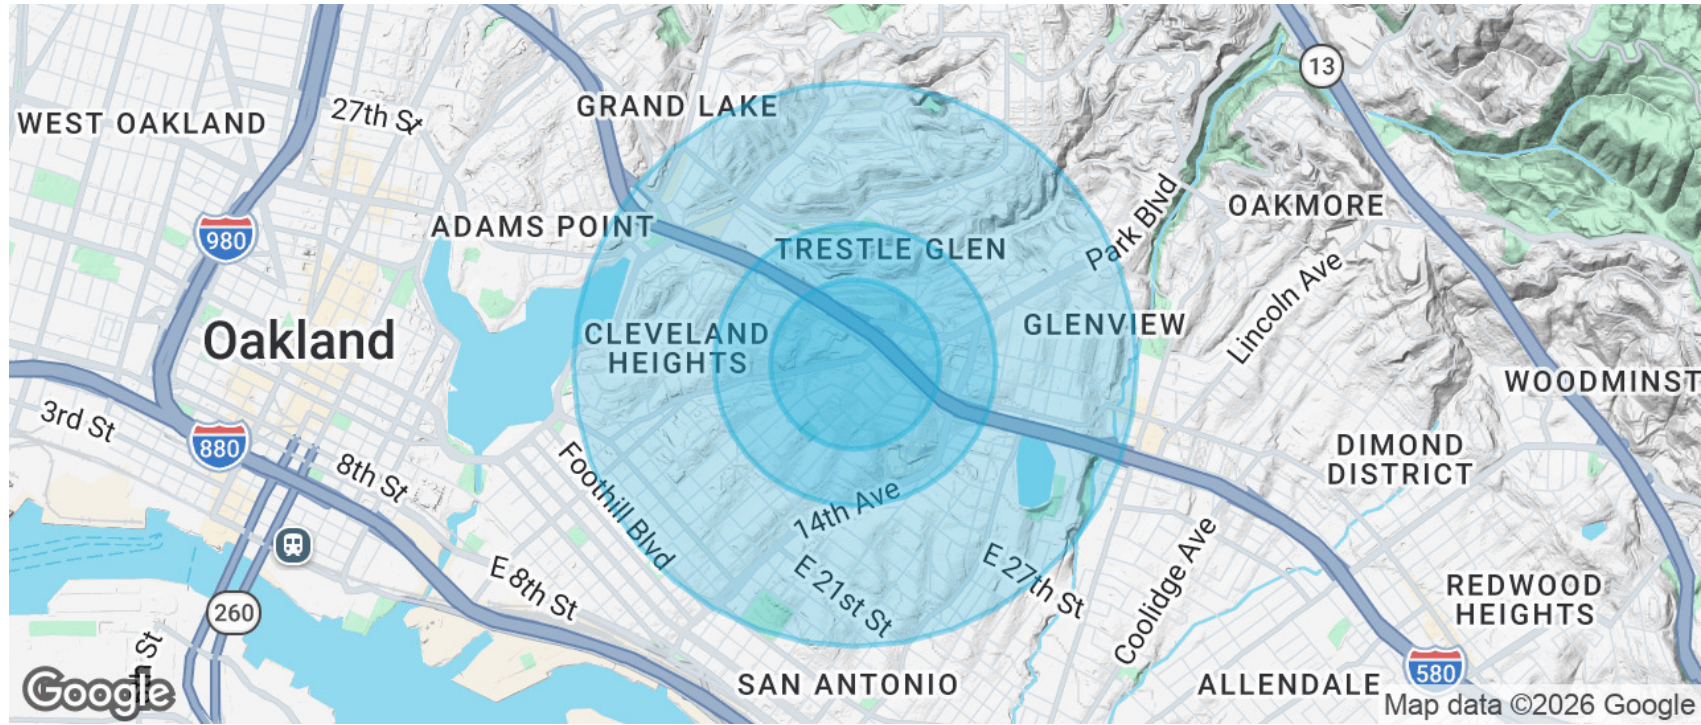 13
GRAND LAKE
27th St
WEST OAKLAND
OAKMORE
Park Blvd
ADAMS POINT
980
TRESTLE GLEN
Lincoln Ave
GLENVIEW
Oakland
CLEVELAND
HEIGHTS
WOODMINST
3rd St
880
8th St
DIMOND
DISTRICT
Foothill Blvd
14th Ave
E 8th St
E 21st St
E 27th St
Coolidge Ave
REDWOOD
HEIGHTS
260
h St
SAN ANTONIO
ALLENDALE
580
Google
Map data ©2026 Google